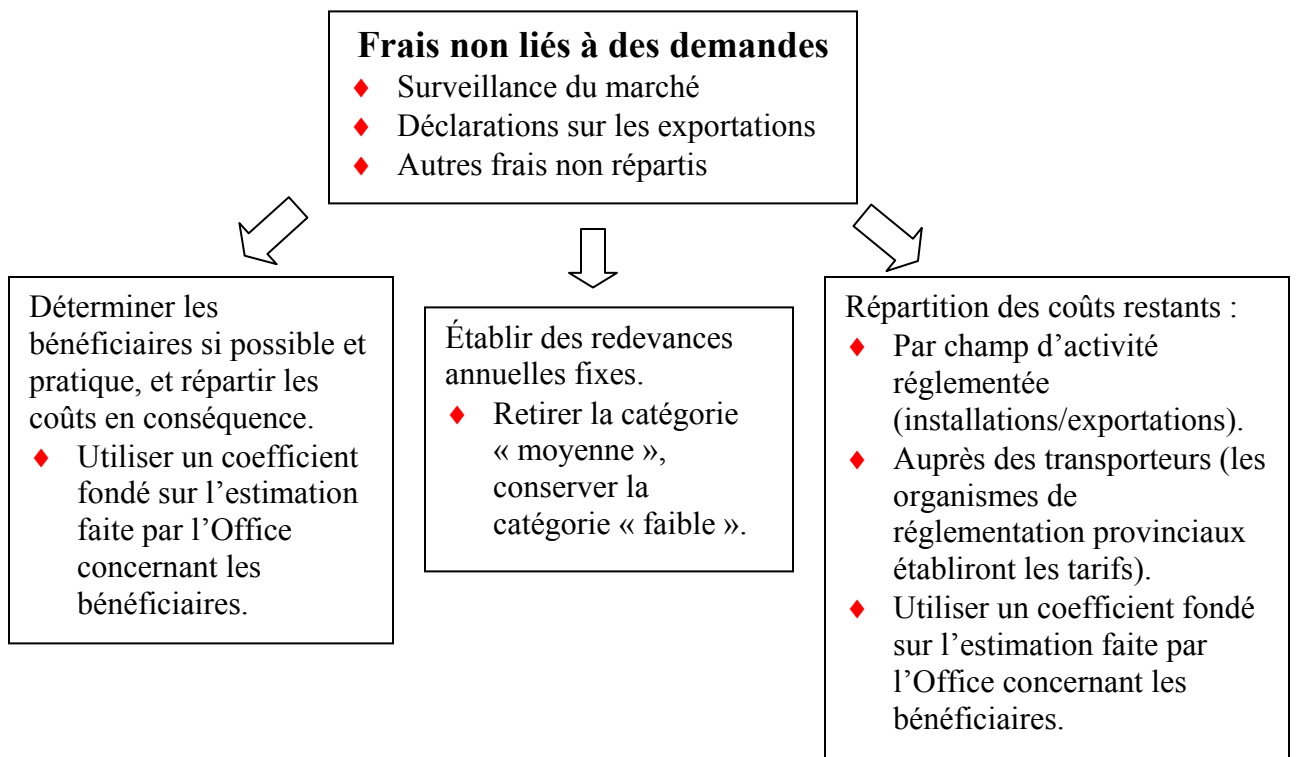 Frais non liés à des demandes
♦ Surveillance du marché
♦ Déclarations sur les exportations
♦ Autres frais non répartis
Déterminer les
bénéficiaires si possible et
pratique, et répartir les
coûts en conséquence.
♦ Utiliser un coefficient
fondé sur l’estimation
faite par l’Office
concernant les
bénéficiaires.
Établir des redevances
annuelles fixes.
♦ Retirer la catégorie
« moyenne »,
conserver la
catégorie « faible ».
Répartition des coûts restants :
♦ Par champ d’activité
réglementée
(installations/exportations).
♦ Auprès des transporteurs (les
organismes de
réglementation provinciaux
établiront les tarifs).
♦ Utiliser un coefficient fondé
sur l’estimation faite par
l’Office concernant les
bénéficiaires.